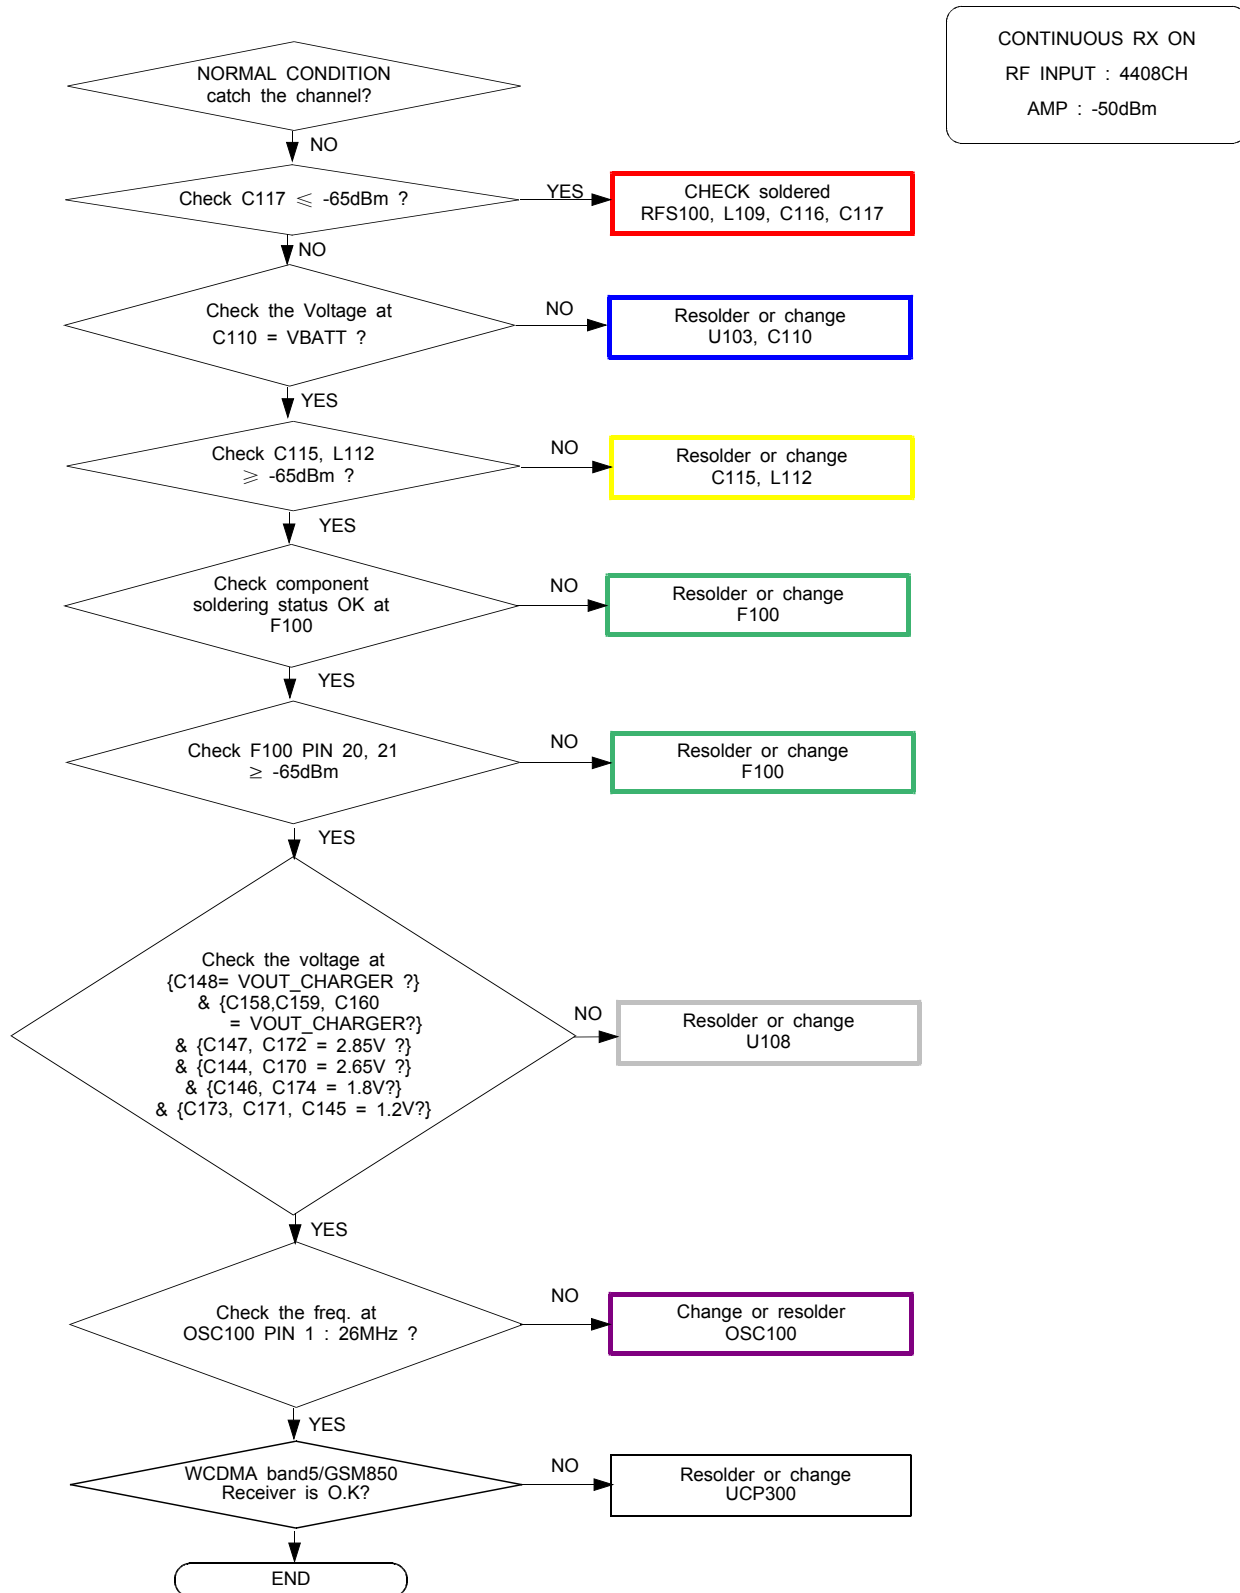 CONTINUOUS RX ON
RF INPUT : 4408CH
AMP : -50dBm
NORMAL CONDITION
catch the channel?
NO
Check C117 ≤ -65dBm ?
YES
CHECK soldered
RFS100, L109, C116, C117
NO
Check the Voltage at
C110 = VBATT ?
NO
Resolder or change
U103, C110
YES
Check C115, L112
≥ -65dBm ?
NO
Resolder or change
C115, L112
YES
Check component
soldering status OK at
F100
NO
Resolder or change
F100
YES
Check F100 PIN 20, 21
≥ -65dBm
NO
Resolder or change
F100
YES
Check the voltage at
{C148= VOUT_CHARGER ?}
& {C158,C159, C160
= VOUT_CHARGER?}
& {C147, C172 = 2.85V ?}
& {C144, C170 = 2.65V ?}
& {C146, C174 = 1.8V?}
& {C173, C171, C145 = 1.2V?}
NO
Resolder or change
U108
YES
Check the freq. at
OSC100 PIN 1 : 26MHz ?
NO
Change or resolder
OSC100
YES
WCDMA band5/GSM850
Receiver is O.K?
NO
Resolder or change
UCP300
END